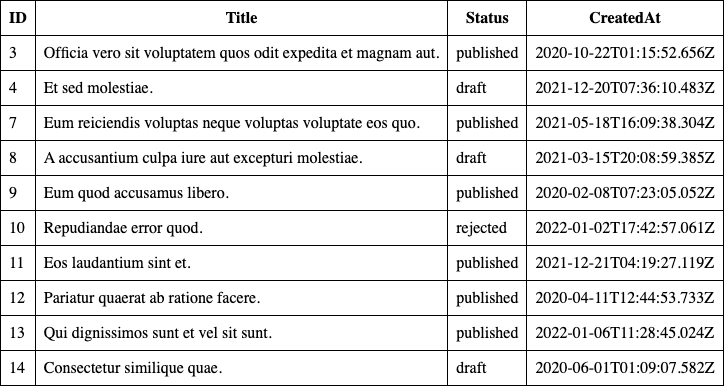 ID Title Status CreatedAt
3 Officia vero sit voluptatem quos odit expedita et magnam aut. published 2020-10-22T01:15:52.656Z
4 Et sed molestiae. draft 2021-12-20T07:36:10.483Z
7 Eum reiciendis voluptas neque voluptas voluptate eos quo. published 2021-05-18T16:09:38.304Z
8 A accusantium culpa iure aut excepturi molestiae. draft 2021-03-15T20:08:59.385Z
9 Eum quod accusamus libero. published 2020-02-08T07:23:05.052Z
10 Repudiandae error quod. rejected 2022-01-02T17:42:57.061Z
11 Eos laudantium sint et. published 2021-12-21T04:19:27.119Z
12 Pariatur quaerat ab ratione facere. published 2020-04-11T12:44:53.733Z
13 Qui dignissimos sunt et vel sit sunt. published 2022-01-06T11:28:45.024Z
14 Consectetur similique quae. draft 2020-06-01T01:09:07.582Z